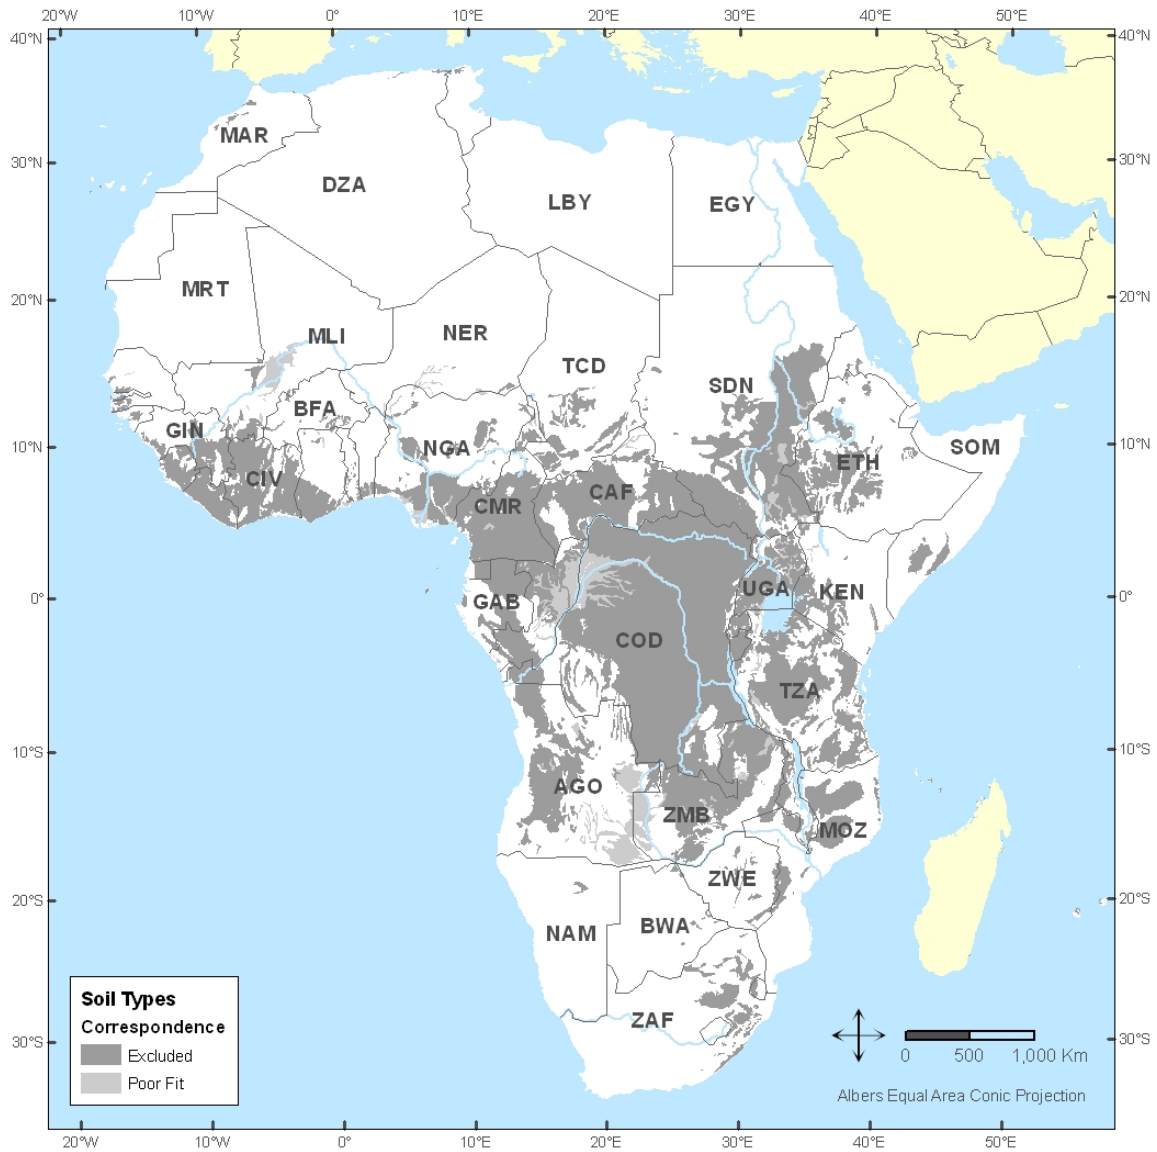 20°W 10°W 0° 10°E 20°E 30°E 40°E 50°E
40°N 40°N
MAR
30°N 30°N
DZA
LBY EGY
MRT
20°N 20°N
MLI NER
TCD
SDN
BFA
GIN
10°N NGA SOM 10°N
ETH
CIV
CAF
CMR
UGA KEN
0° GAB 0°
COD
TZA
10°S 10°S
AGO
ZMB
MOZ
ZWE
20°S 20°S
BWA
NAM
Soil Types
ZAF
Correspondence
30°S 30°S
Excluded 0 500 1,000 Km
Poor Fit
Albers Equal Area Conic Projection
20°W 10°W 0° 10°E 20°E 30°E 40°E 50°E